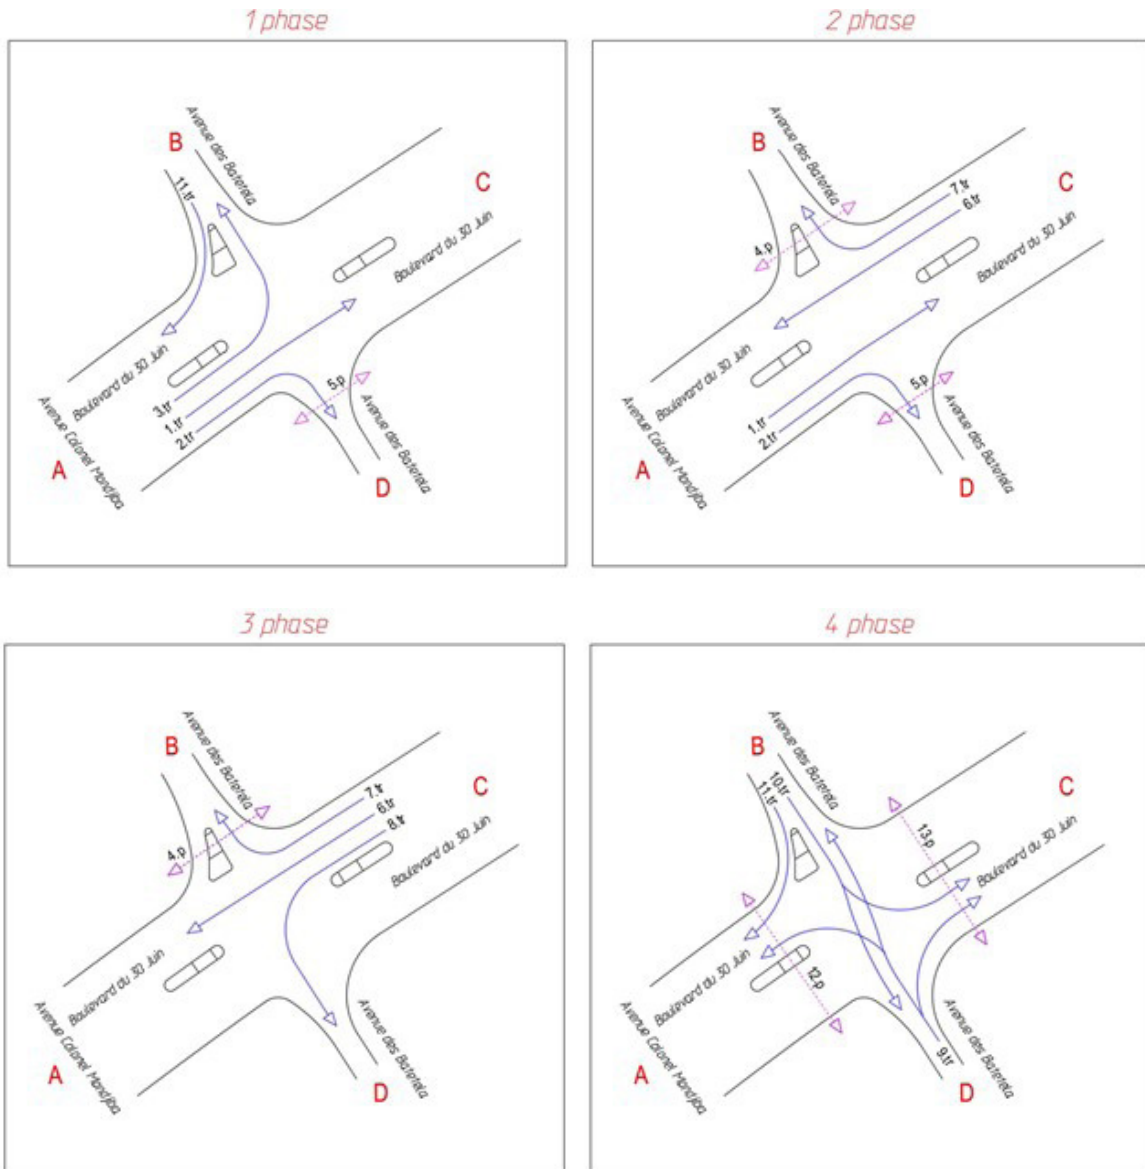 1 phase
B
Avenue des Batetela
C
11.tr
Boulevard du 30 Juin
Boulevard du 30 Juin
3.tr
1.tr
2.tr
5.p
Avenue Colonel Mondjiba
A
Avenue des Batetela
D
2 phase
B
Avenue des Batetela
C
7.tr
6.tr
4.p
Boulevard du 30 Juin
Boulevard du 30 Juin
5.p
1.tr
2.tr
Avenue Colonel Mondjiba
A
Avenue des Batetela
D
3 phase
B
Avenue des Batetela
C
7.tr
6.tr
8.tr
4.p
Boulevard du 30 Juin
Boulevard du 30 Juin
Avenue Colonel Mondjiba
A
Avenue des Batetela
D
4 phase
B
Avenue des Batetela
C
10.tr
11.tr
13.p
Boulevard du 30 Juin
Boulevard du 30 Juin
12.p
Avenue Colonel Mondjiba
A
Avenue des Batetela
9.tr
D